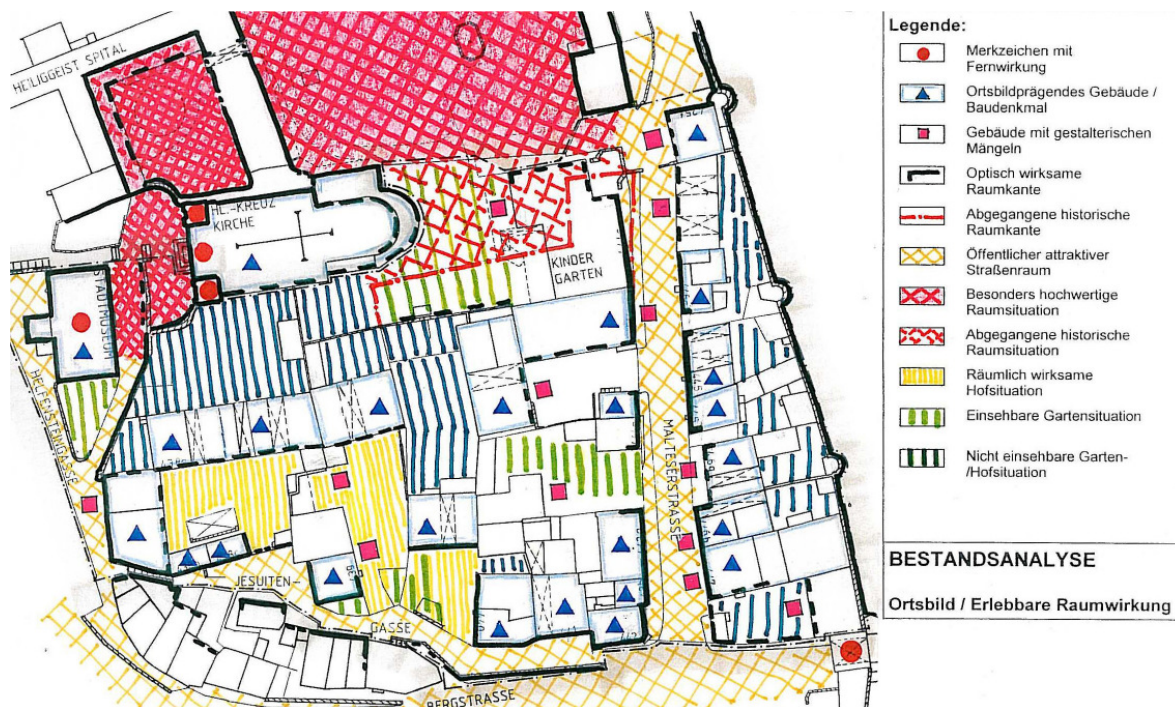 HEILIGGEIST SPITAL
HL.-KREUZ
KIRCHE
STADTMUSEUM
HELFENSTEINGASSE
KINDER
GARTEN
MALTESERSTRASSE
JESUITEN-
GASSE
BERGSTRASSE
Legende:
Merkzeichen mit
Fernwirkung
Ortsbildprägendes Gebäude /
Baudenkmal
Gebäude mit gestalterischen
Mängeln
Optisch wirksame
Raumkante
Abgegangene historische
Raumkante
Öffentlicher attraktiver
Straßenraum
Besonders hochwertige
Raumsituation
Abgegangene historische
Raumsituation
Räumlich wirksame
Hofsituation
Einsehbare Gartensituation
Nicht einsehbare Garten-
/Hofsituation
BESTANDSANALYSE
Ortsbild / Erlebbare Raumwirkung